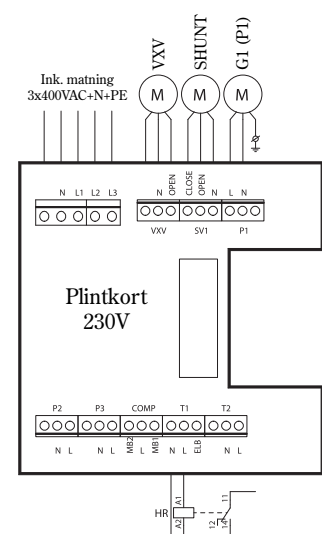 VXV SHUNT G1 (P1)
Ink. matning
3x400VAC+N+PE
M M M
N L1 L2 L3 N OPEN CLOSE OPEN N L N
VXV SV1 P1
Plintkort
230V
P2 P3 COMP T1 T2
N L N L MB2 L MB1 N L ELB N L
HR A1 A2 11 12 14